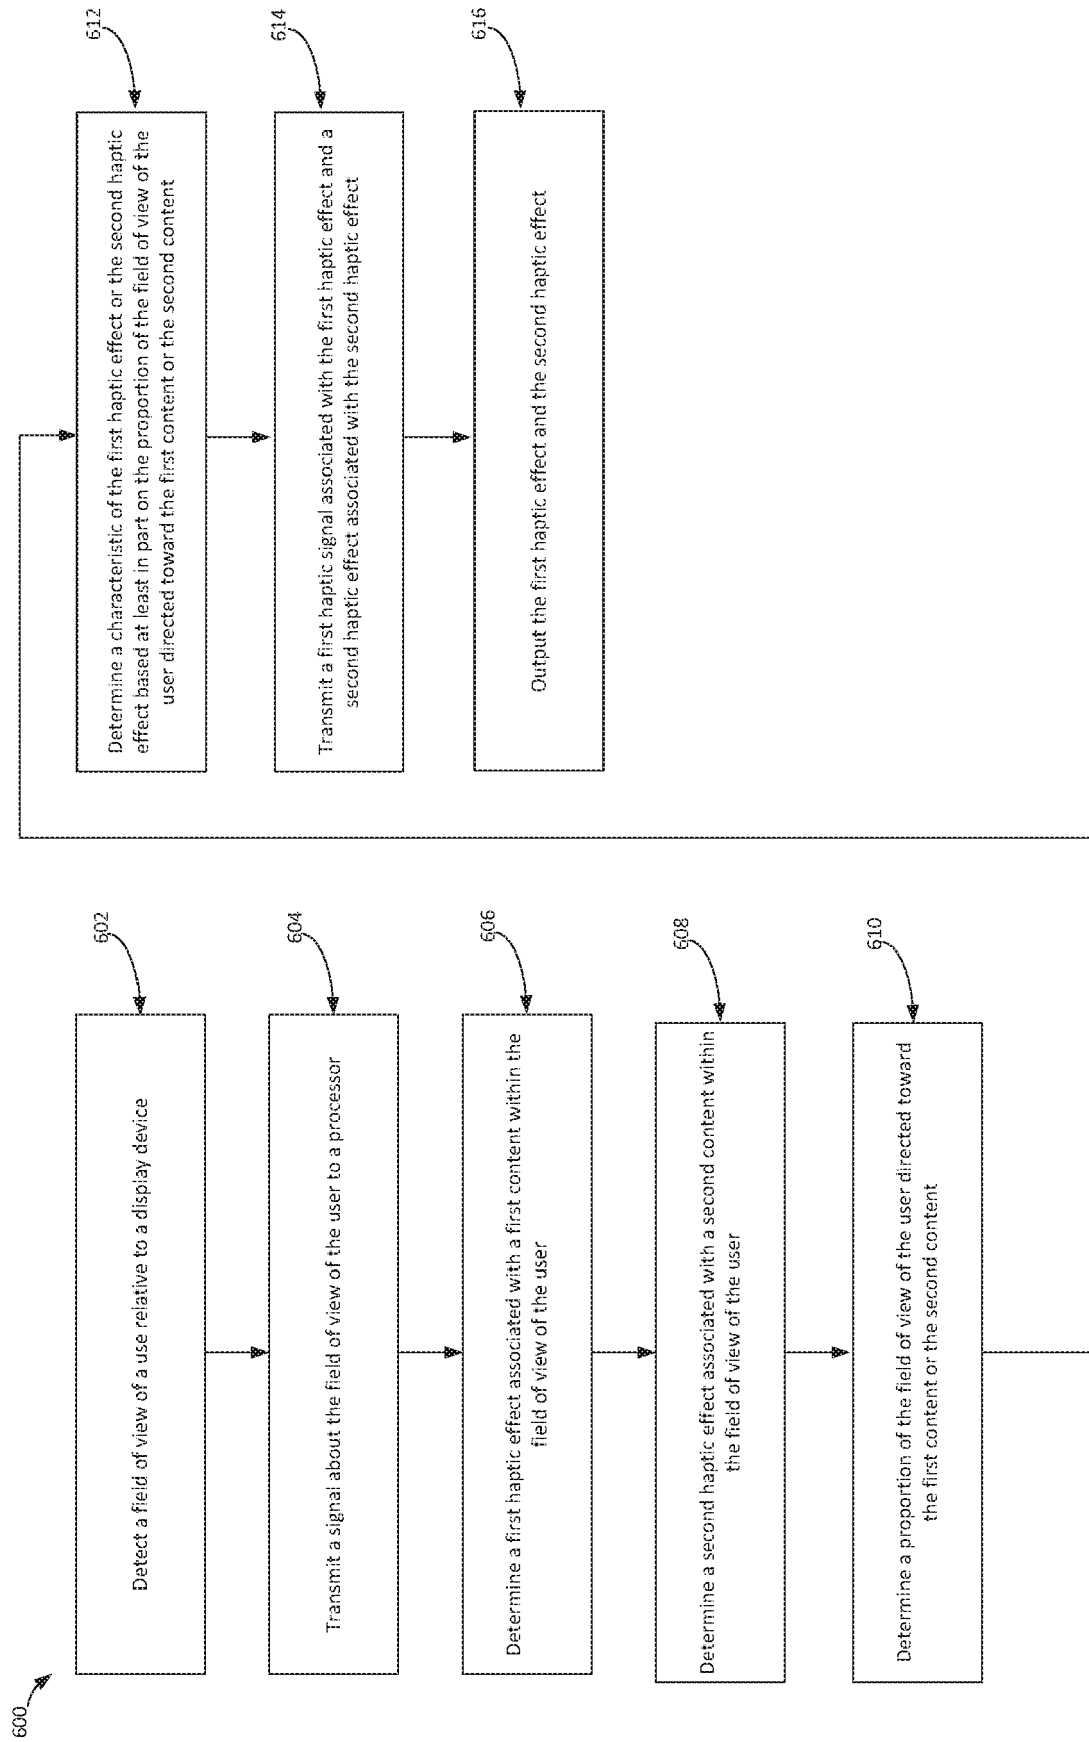 600
602
Detect a field of view of a use relative to a display device
604
Transmit a signal about the field of view of the user to a processor
606
Determine a first haptic effect associated with a first content within the
field of view of the user
608
Determine a second haptic effect associated with a second content within
the field of view of the user
610
Determine a proportion of the field of view of the user directed toward
the first content or the second content
612
Determine a characteristic of the first haptic effect or the second haptic
effect based at least in part on the proportion of the field of view of the
user directed toward the first content or the second content
614
Transmit a first haptic signal associated with the first haptic effect and a
second haptic effect associated with the second haptic effect
616
Output the first haptic effect and the second haptic effect